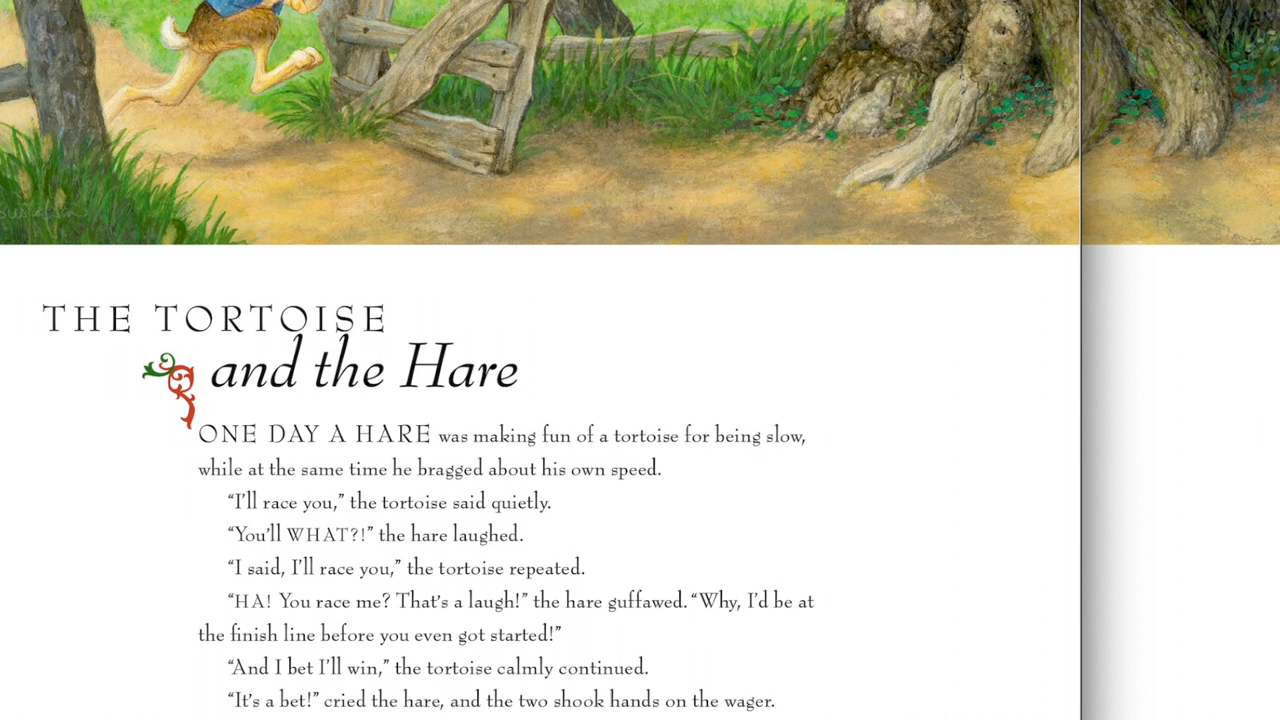 THE TORTOISE
and the Hare
ONE DAY A HARE was making fun of a tortoise for being slow,
while at the same time he bragged about his own speed.
“I’ll race you,” the tortoise said quietly.
“You’ll WHAT?!” the hare laughed.
“I said, I’ll race you,” the tortoise repeated.
“HA! You race me? That’s a laugh!” the hare guffawed. “Why, I’d be at
the finish line before you even got started!”
“And I bet I’ll win,” the tortoise calmly continued.
“It’s a bet!” cried the hare, and the two shook hands on the wager.